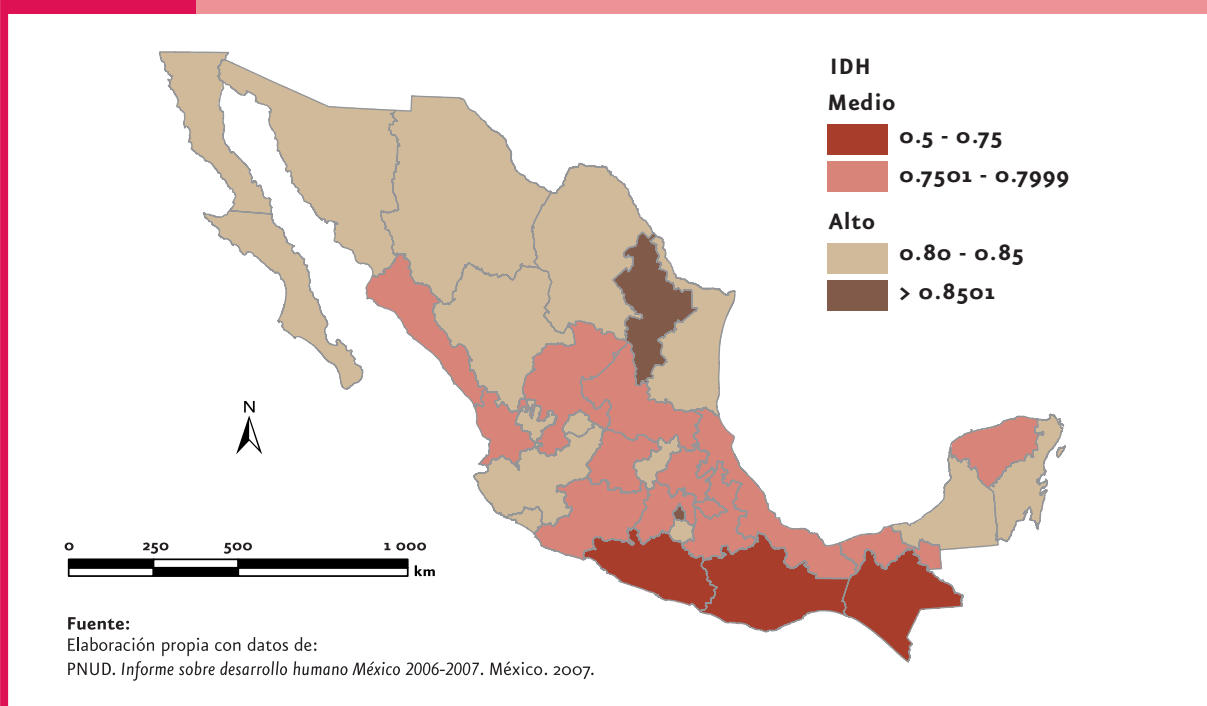 IDH
Medio
0.5 - 0.75
0.7501 - 0.7999
Alto
0.80 - 0.85
> 0.8501
N
0 250 500 1 000
km
Fuente:
Elaboración propia con datos de:
PNUD. Informe sobre desarrollo humano México 2006-2007. México. 2007.